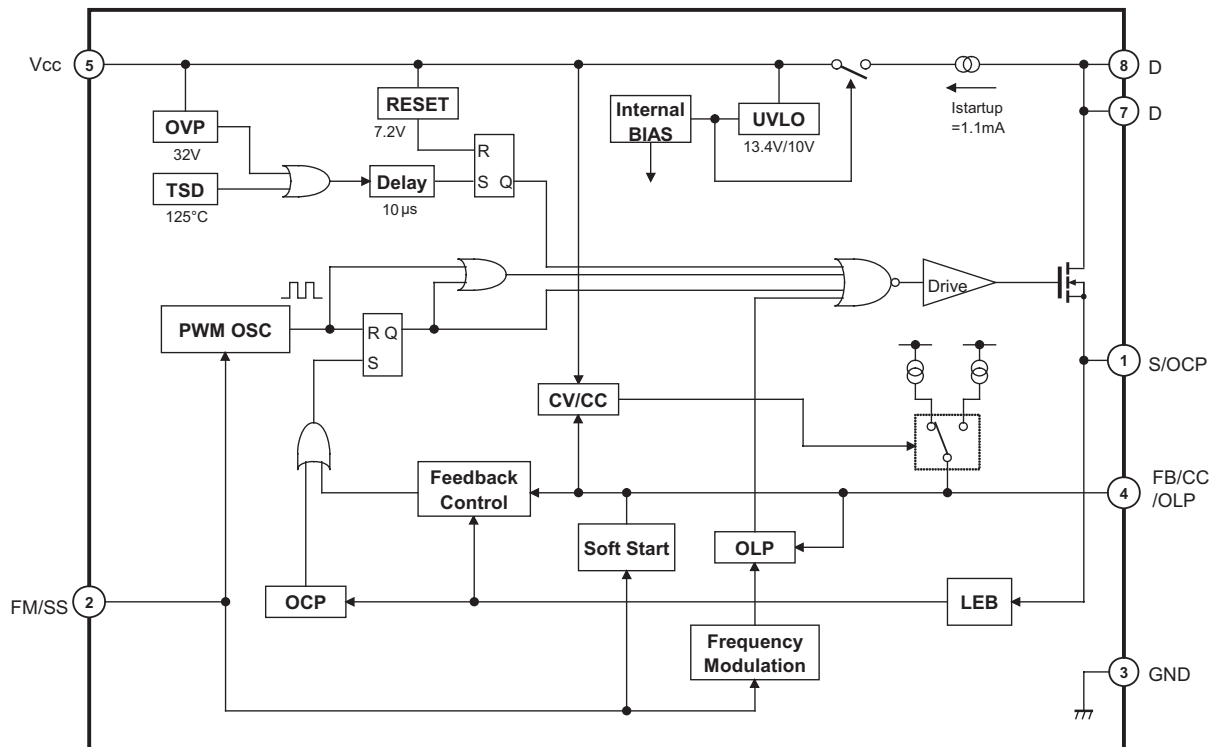 Vcc
5
8
D
7
D
RESET
7.2V
OVP
32V
TSD
125°C
Delay
10 µs
R
S Q
Internal
BIAS
UVLO
13.4V/10V
Istartup
=1.1mA
PWM OSC
R Q
S
Drive
1
S/OCP
CV/CC
Feedback
Control
4
FB/CC
/OLP
Soft Start
OLP
FM/SS
2
OCP
LEB
Frequency
Modulation
3
GND